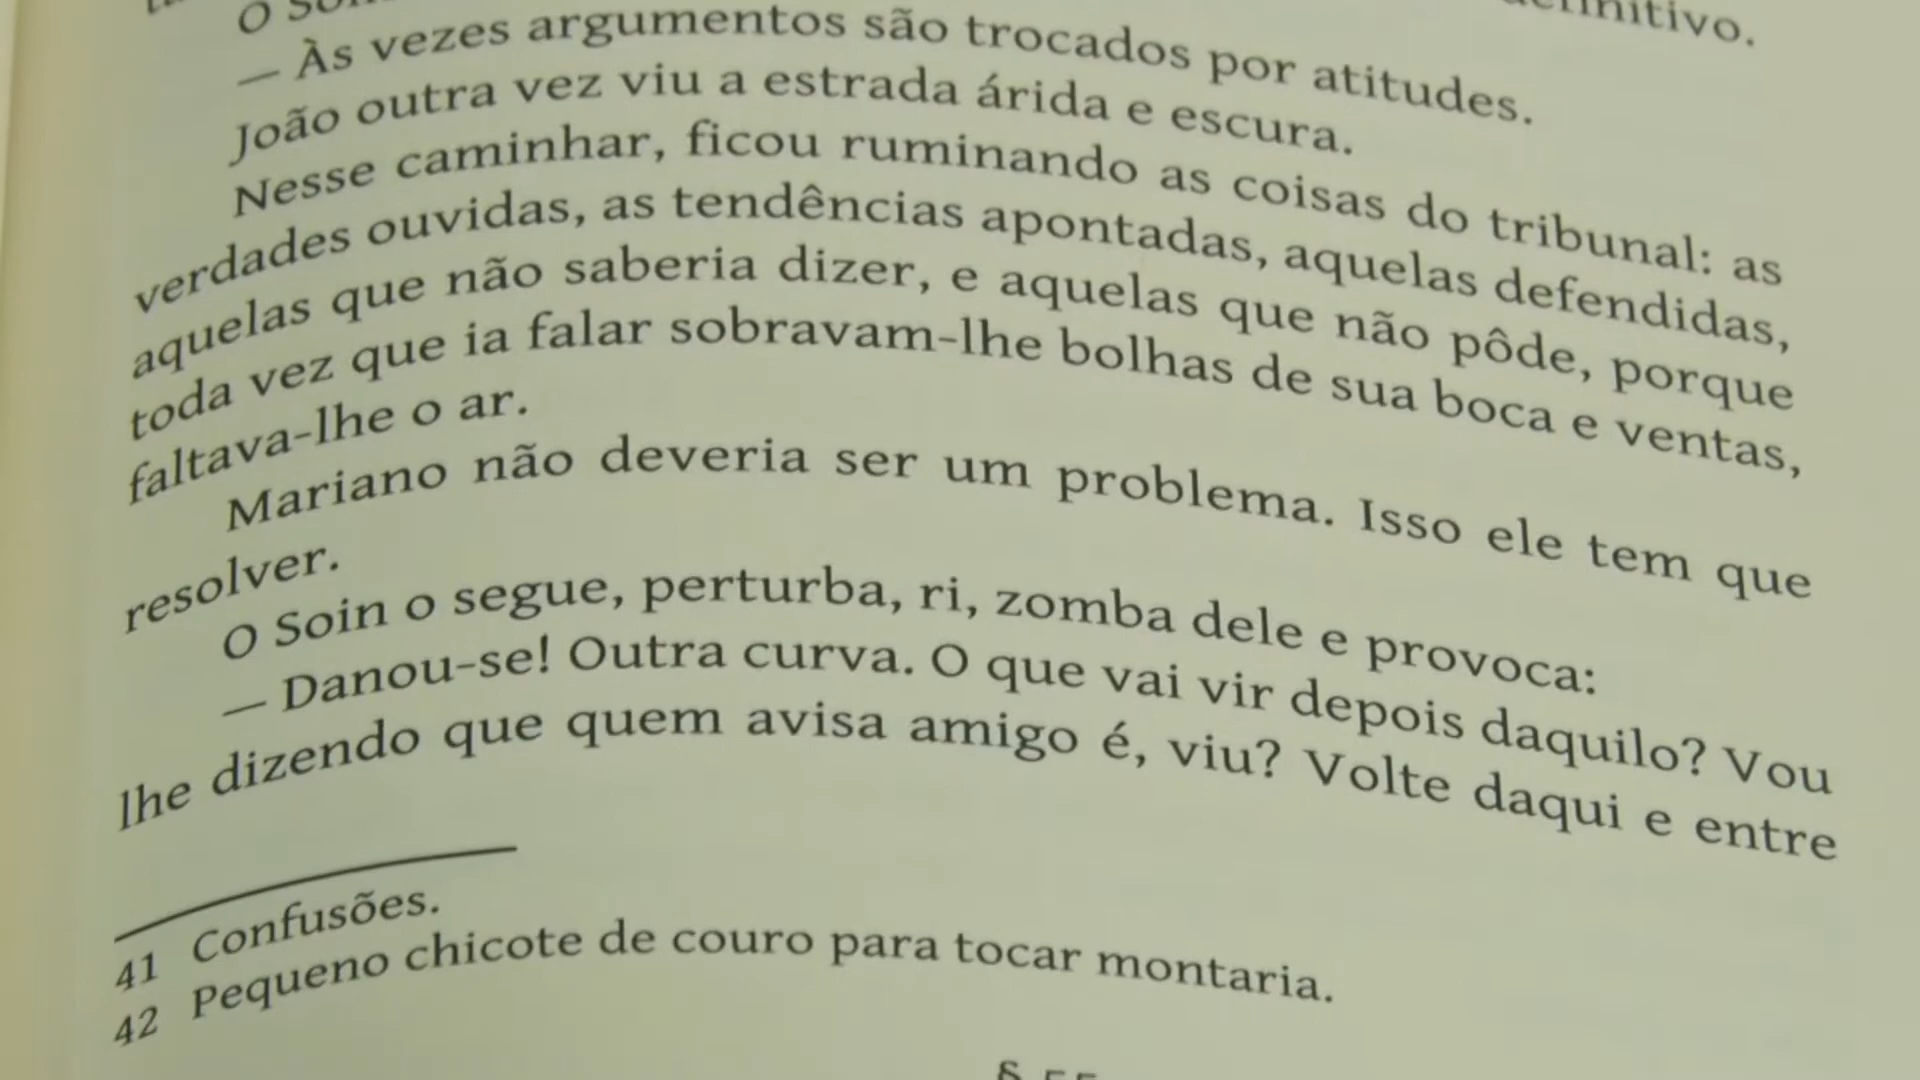 — Às vezes argumentos são trocados por atitudes.
João outra vez viu a estrada árida e escura.
Nesse caminhar, ficou ruminando as coisas do tribunal: as
verdades ouvidas, as tendências apontadas, aquelas defendidas,
aquelas que não saberia dizer, e aquelas que não pôde, porque
toda vez que ia falar sobravam-lhe bolhas de sua boca e ventas,
faltava-lhe o ar.
Mariano não deveria ser um problema. Isso ele tem que
resolver.
O Soin o segue, perturba, ri, zomba dele e provoca:
— Danou-se! Outra curva. O que vai vir depois daquilo? Vou
lhe dizendo que quem avisa amigo é, viu? Volte daqui e entre
41 Confusões.
42 Pequeno chicote de couro para tocar montaria.